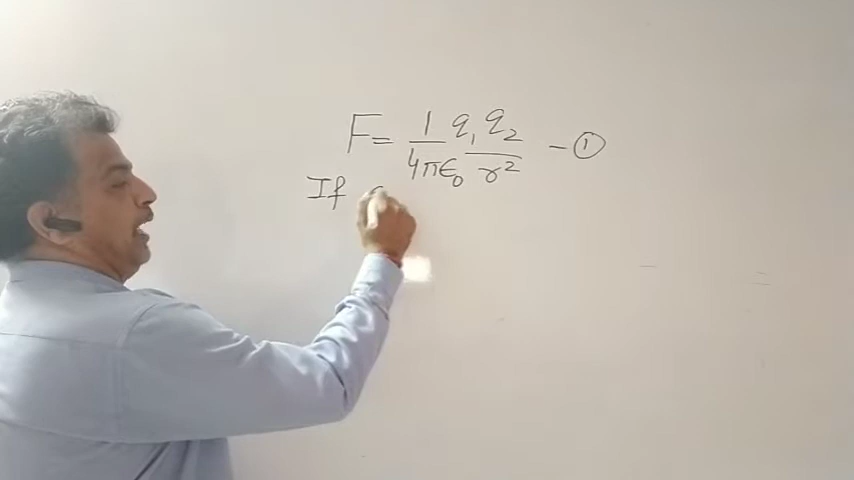 F = 1/4πϵ₀ q₁q₂/r² - ①
If